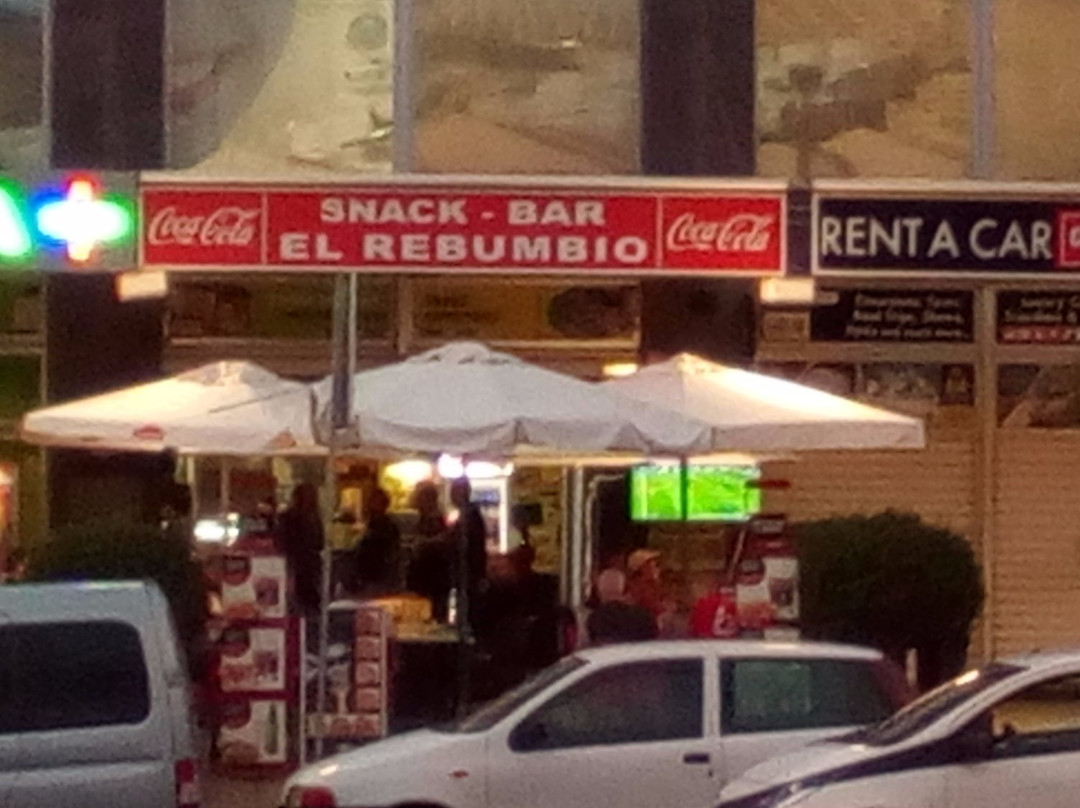 A
Coca-Cola
SNACK - BAR
EL REBUMBIO
Coca-Cola
RENT A CAR